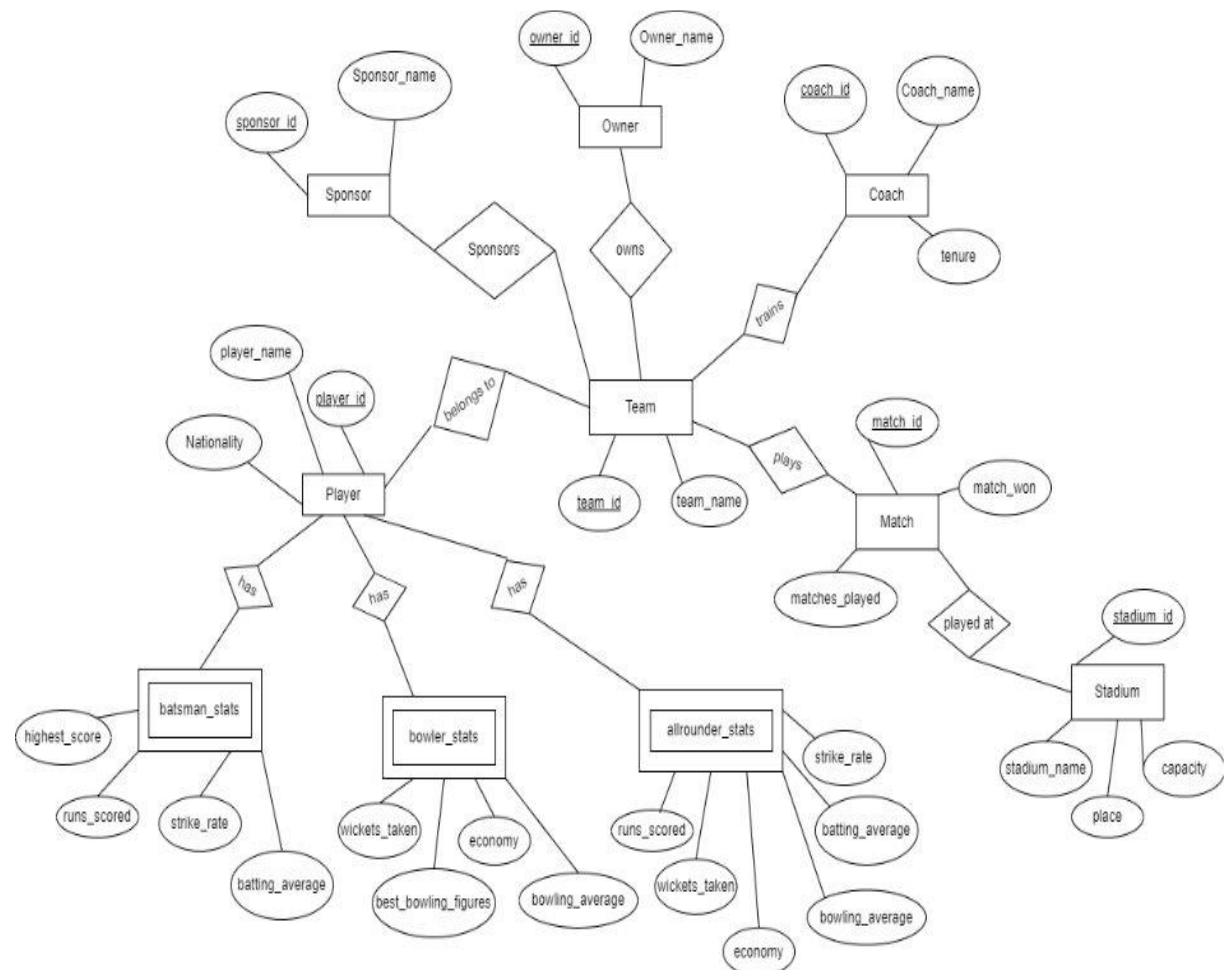 owner_id
Owner_name
Sponsor_name
coach_id
Coach_name
sponsor_id
Owner
Sponsor
Coach
Sponsors
owns
tenure
trains
player_name
player_id
belongs to
Team
match_id
Nationality
plays
match_won
Player
team_id
team_name
Match
has
has
has
matches_played
played at
stadium_id
Stadium
batsman_stats
bowler_stats
allrounder_stats
highest_score
strike_rate
stadium_name
capacity
runs_scored
strike_rate
wickets_taken
economy
runs_scored
batting_average
place
batting_average
best_bowling_figures
bowling_average
wickets_taken
bowling_average
economy